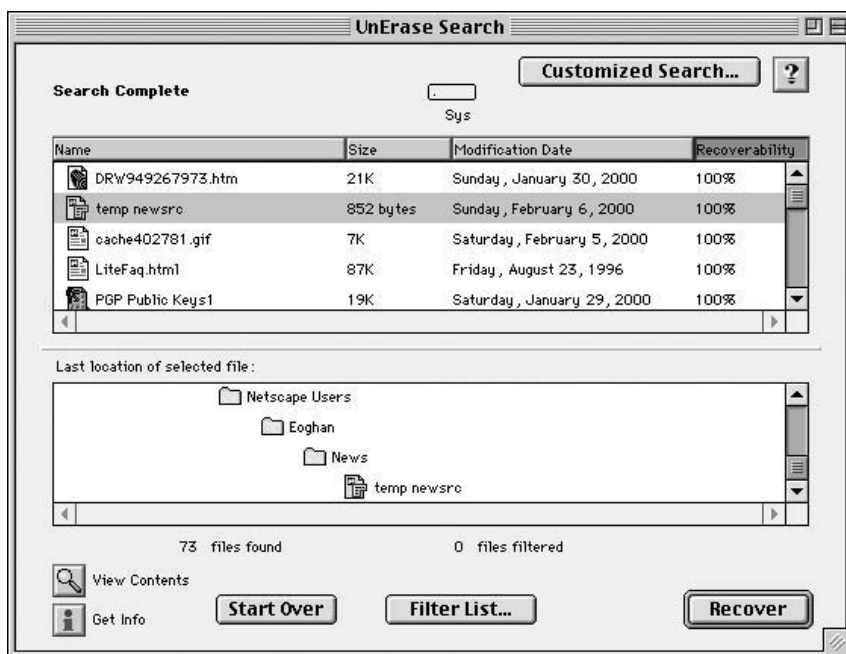 UnErase Search
Customized Search...
?
Search Complete
Sys
Name Size Modification Date Recoverability
DRW949267973.htm 21K Sunday, January 30, 2000 100%
temp newsrc 852 bytes Sunday, February 6, 2000 100%
cache402781.gif 7K Saturday, February 5, 2000 100%
LiteFaq.html 87K Friday, August 23, 1996 100%
PGP Public Keys1 19K Saturday, January 29, 2000 100%
Last location of selected file:
Netscape Users
Eoghan
News
temp newsrc
73 files found 0 files filtered
View Contents
Get Info
Start Over
Filter List...
Recover